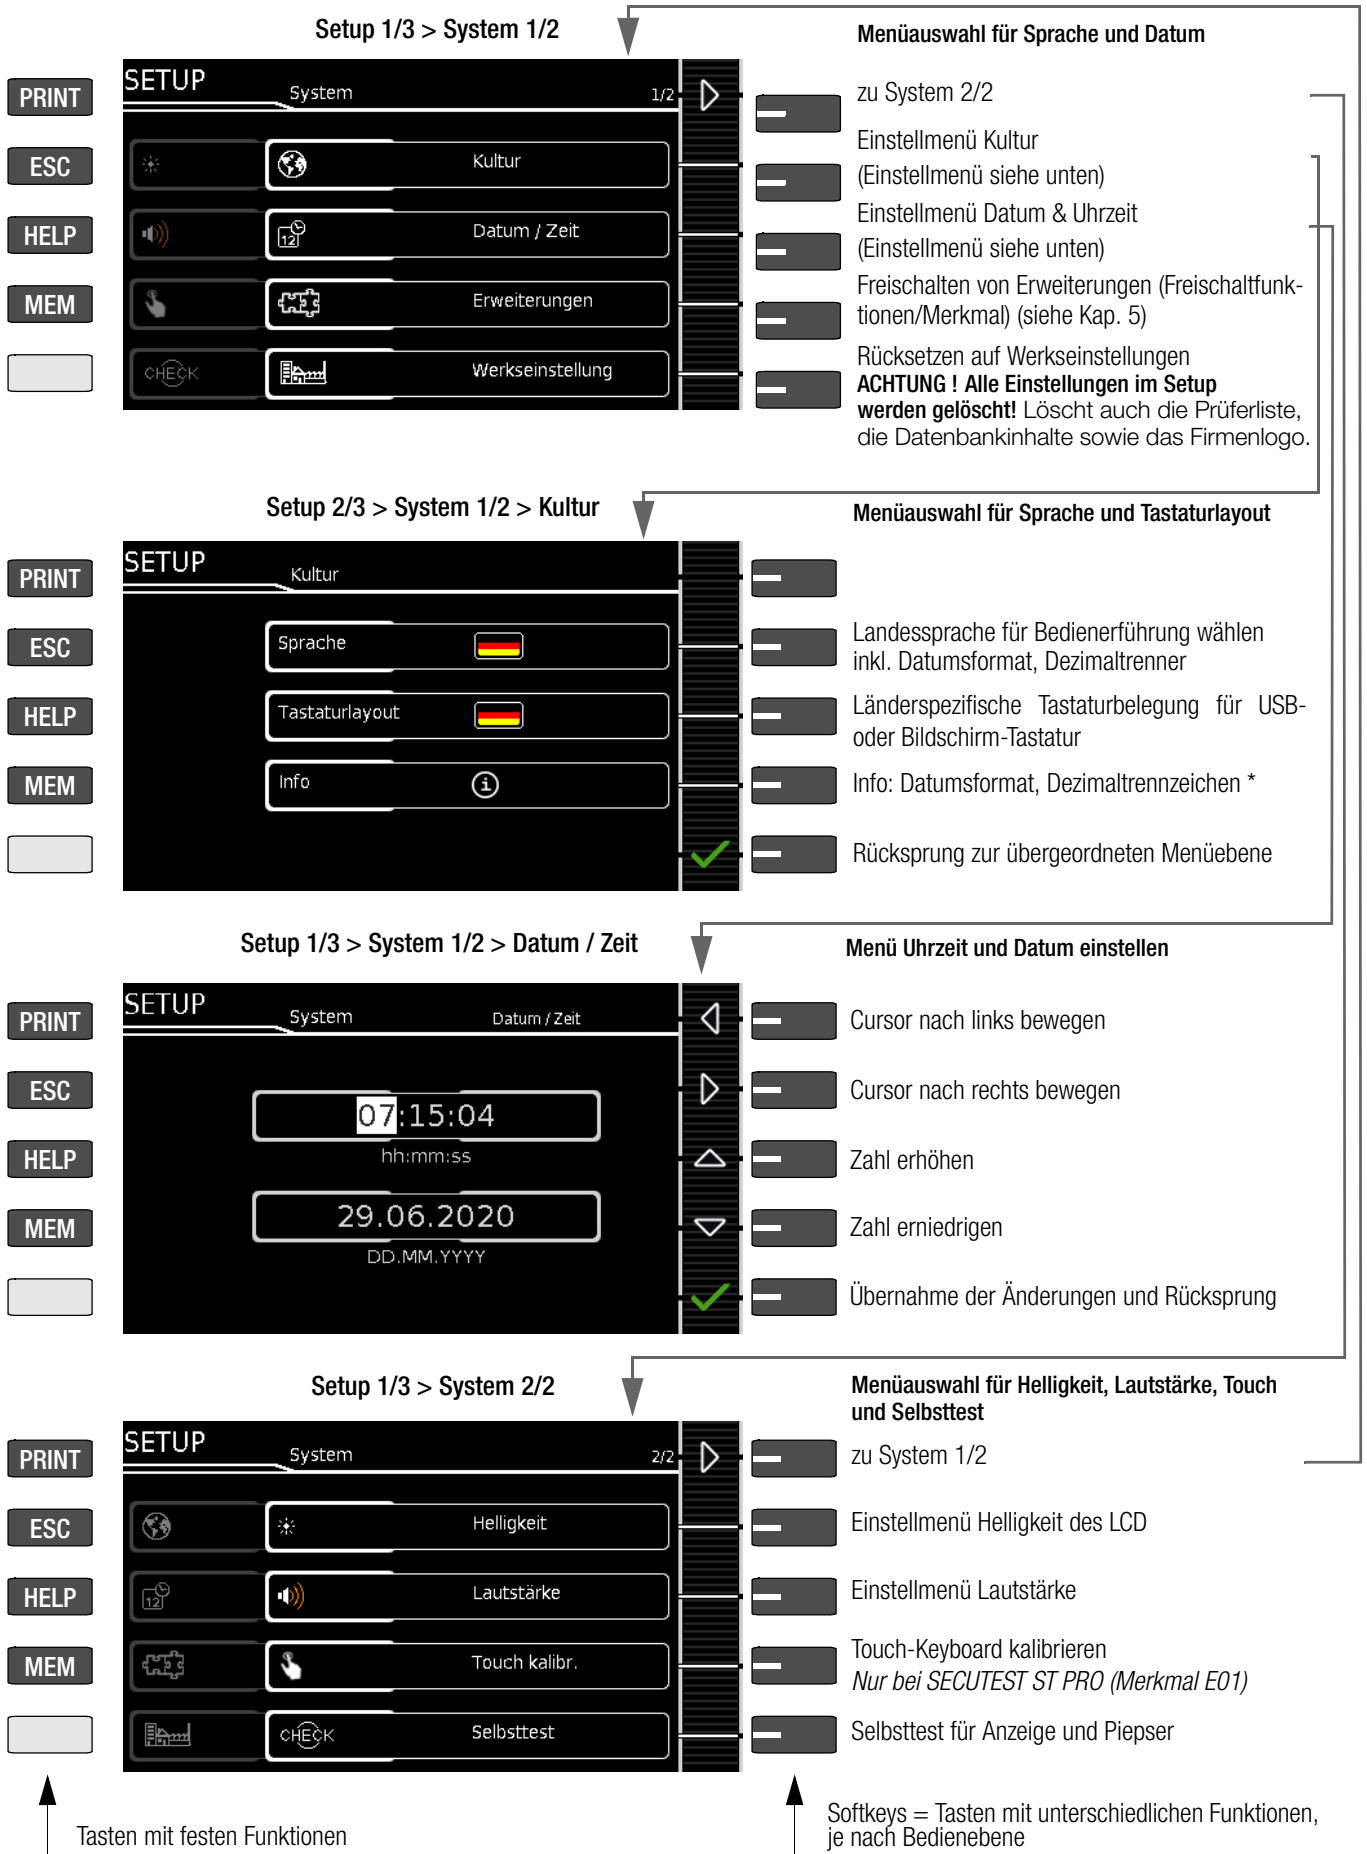 Setup 1/3 > System 1/2
Menüauswahl für Sprache und Datum
SETUP
System
1/2
PRINT
zu System 2/2
Einstellmenü Kultur
ESC
Kultur
(Einstellmenü siehe unten)
Einstellmenü Datum & Uhrzeit
HELP
12
Datum / Zeit
(Einstellmenü siehe unten)
Freischalten von Erweiterungen (Freischaltfunk-
MEM
Erweiterungen
tionen/Merkmal) (siehe Kap. 5)
Rücksetzen auf Werkseinstellungen
CHECK
Werkseinstellung
ACHTUNG ! Alle Einstellungen im Setup
werden gelöscht! Löscht auch die Prüferliste,
die Datenbankinhalte sowie das Firmenlogo.
Setup 2/3 > System 1/2 > Kultur
Menüauswahl für Sprache und Tastaturlayout
SETUP
Kultur
PRINT
ESC
Sprache
Landessprache für Bedienerführung wählen
inkl. Datumsformat, Dezimaltrenner
HELP
Tastaturlayout
Länderspezifische Tastaturbelegung für USB-
oder Bildschirm-Tastatur
MEM
Info
i
Info: Datumsformat, Dezimaltrennzeichen *
Rücksprung zur übergeordneten Menüebene
Setup 1/3 > System 1/2 > Datum / Zeit
Menü Uhrzeit und Datum einstellen
SETUP
System
Datum / Zeit
PRINT
Cursor nach links bewegen
ESC
Cursor nach rechts bewegen
07:15:04
HELP
hh:mm:ss
Zahl erhöhen
MEM
29.06.2020
Zahl erniedrigen
DD.MM.YYYY
Übernahme der Änderungen und Rücksprung
Setup 1/3 > System 2/2
Menüauswahl für Helligkeit, Lautstärke, Touch
und Selbsttest
SETUP
System
2/2
PRINT
zu System 1/2
ESC
Helligkeit
Einstellmenü Helligkeit des LCD
HELP
12
Lautstärke
Einstellmenü Lautstärke
MEM
Touch kalibr.
Touch-Keyboard kalibrieren
Nur bei SECUTEST ST PRO (Merkmal E01)
CHECK
Selbsttest
Selbsttest für Anzeige und Piepser
Tasten mit festen Funktionen
Softkeys = Tasten mit unterschiedlichen Funktionen,
je nach Bedienebene